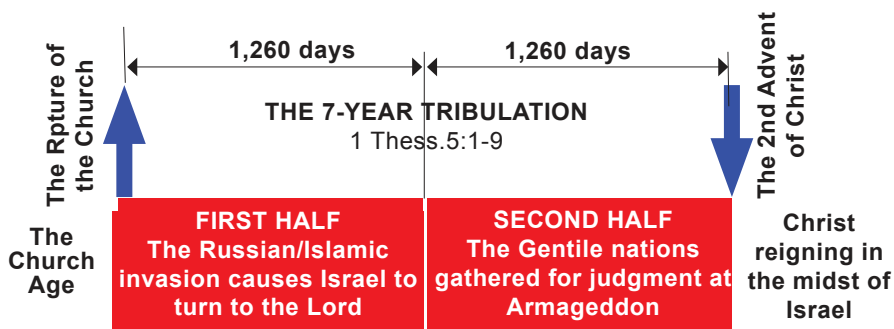 1,260 days
1,260 days
The Rpture of
the Church
THE 7-YEAR TRIBULATION
1 Thess.5:1-9
The 2nd Advent
of Christ
The
Church
Age
FIRST HALF
The Russian/Islamic
invasion causes Israel to
turn to the Lord
SECOND HALF
The Gentile nations
gathered for judgment at
Armageddon
Christ
reigning in
the midst of
Israel